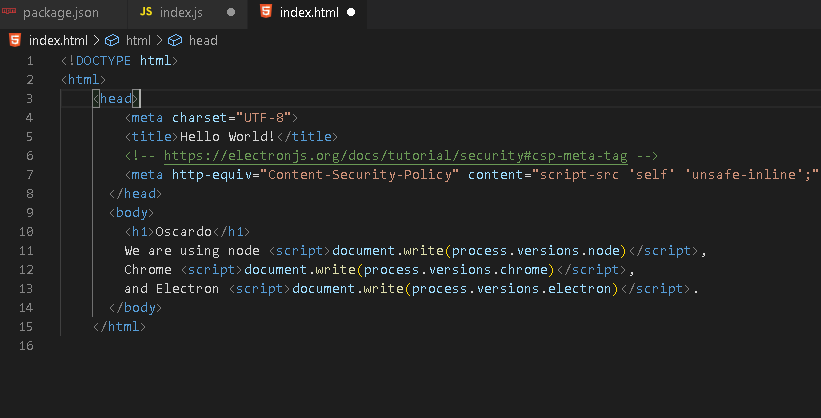 package.json JS index.js index.html
index.html > html > head
1 <!DOCTYPE html>
2 <html>
3 <head>
4 <meta charset="UTF-8">
5 <title>Hello World!</title>
6 <!-- https://electronjs.org/docs/tutorial/security#csp-meta-tag -->
7 <meta http-equiv="Content-Security-Policy" content="script-src 'self' 'unsafe-inline';"
8 </head>
9 <body>
10 <h1>Oscardo</h1>
11 We are using node <script>document.write(process.versions.node)</script>,
12 Chrome <script>document.write(process.versions.chrome)</script>,
13 and Electron <script>document.write(process.versions.electron)</script>.
14 </body>
15 </html>
16